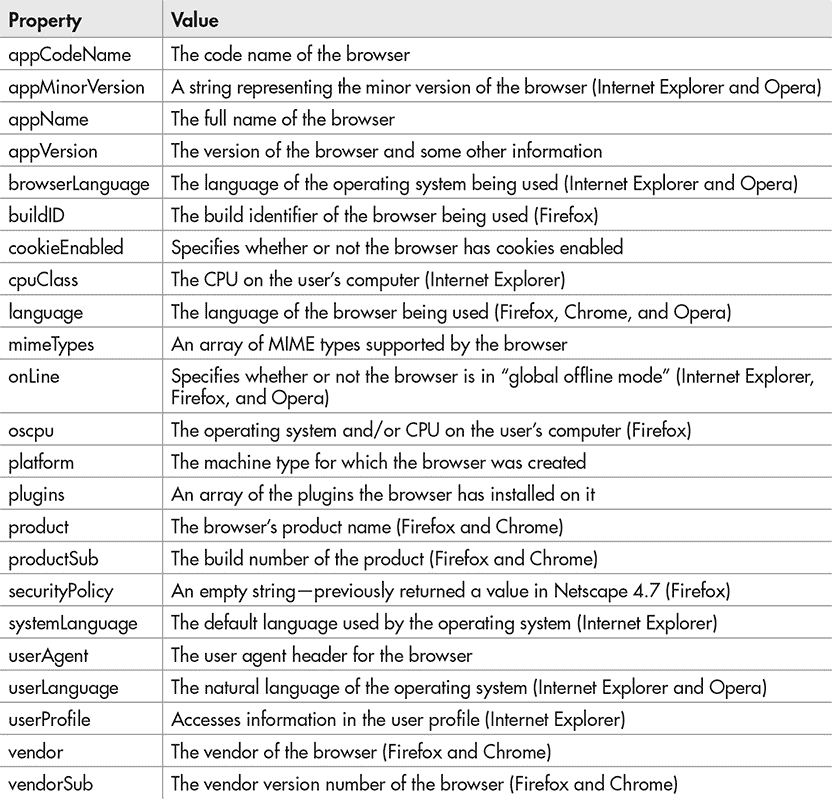 Property Value
appCodeName The code name of the browser
appMinorVersion A string representing the minor version of the browser (Internet Explorer and Opera)
appName The full name of the browser
appVersion The version of the browser and some other information
browserLanguage The language of the operating system being used (Internet Explorer and Opera)
buildID The build identifier of the browser being used (Firefox)
cookieEnabled Specifies whether or not the browser has cookies enabled
cpuClass The CPU on the user’s computer (Internet Explorer)
language The language of the browser being used (Firefox, Chrome, and Opera)
mimeTypes An array of MIME types supported by the browser
onLine Specifies whether or not the browser is in “global offline mode” (Internet Explorer,
Firefox, and Opera)
oscpu The operating system and/or CPU on the user’s computer (Firefox)
platform The machine type for which the browser was created
plugins An array of the plugins the browser has installed on it
product The browser’s product name (Firefox and Chrome)
productSub The build number of the product (Firefox and Chrome)
securityPolicy An empty string—previously returned a value in Netscape 4.7 (Firefox)
systemLanguage The default language used by the operating system (Internet Explorer)
userAgent The user agent header for the browser
userLanguage The natural language of the operating system (Internet Explorer and Opera)
userProfile Accesses information in the user profile (Internet Explorer)
vendor The vendor of the browser (Firefox and Chrome)
vendorSub The vendor version number of the browser (Firefox and Chrome)